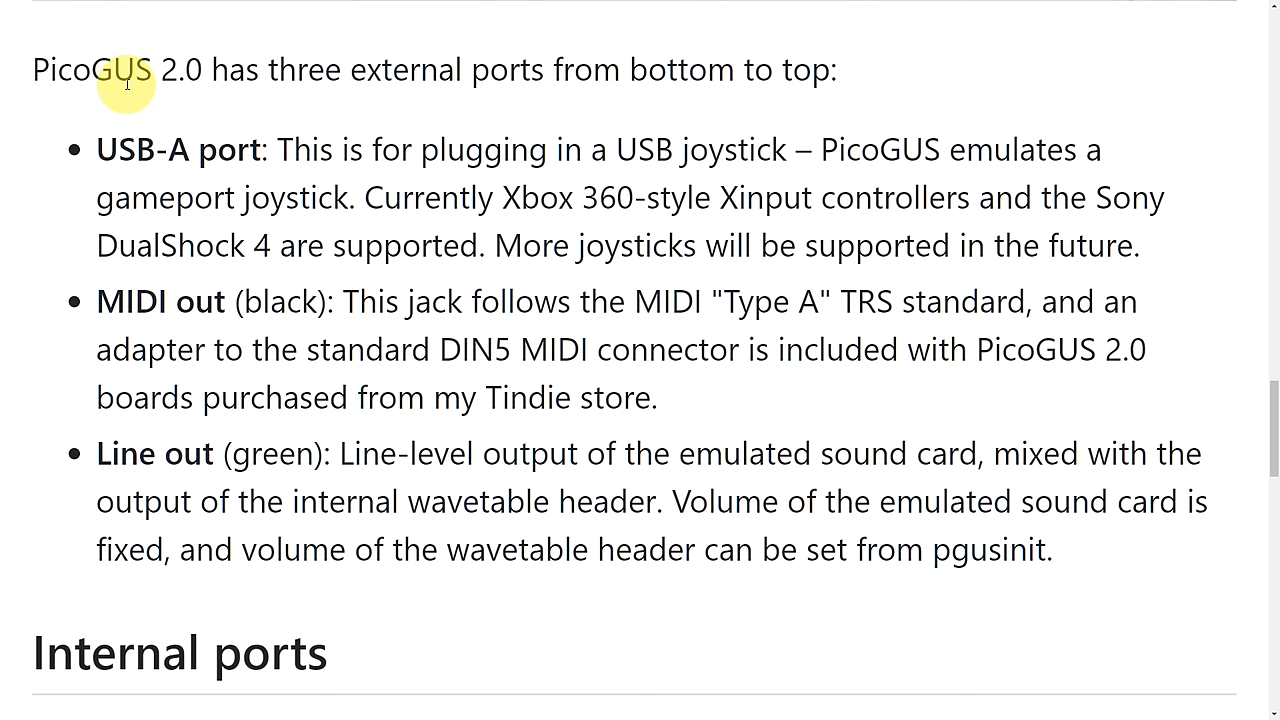 PicoGUS 2.0 has three external ports from bottom to top:
• USB-A port: This is for plugging in a USB joystick – PicoGUS emulates a
gameport joystick. Currently Xbox 360-style Xinput controllers and the Sony
DualShock 4 are supported. More joysticks will be supported in the future.
• MIDI out (black): This jack follows the MIDI "Type A" TRS standard, and an
adapter to the standard DIN5 MIDI connector is included with PicoGUS 2.0
boards purchased from my Tindie store.
• Line out (green): Line-level output of the emulated sound card, mixed with the
output of the internal wavetable header. Volume of the emulated sound card is
fixed, and volume of the wavetable header can be set from pgusinit.
Internal ports